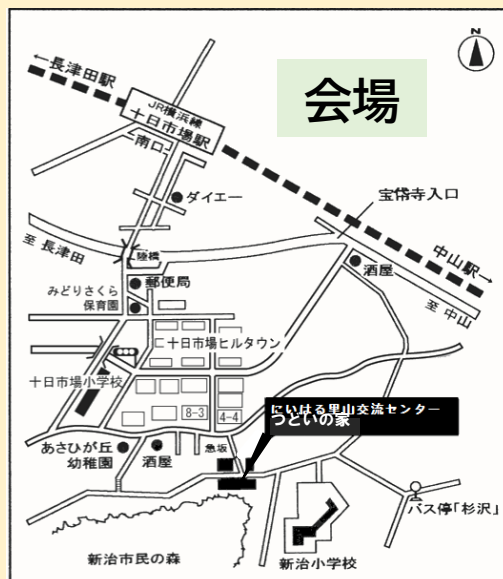 N
会場
←長津田駅
JR横浜線
十日市場駅
南口
ダイエー
宝帒寺入口
至 長津田
陸橋
中山駅→
酒屋
郵便局
至 中山
みどりさくら
保育園
十日市場ヒルタウン
十日市場小学校
8-3
4-4
にいはる里山交流センター
つどいの家
あさひが丘
幼稚園
酒屋
急坂
バス停「杉沢」
新治市民の森
新治小学校